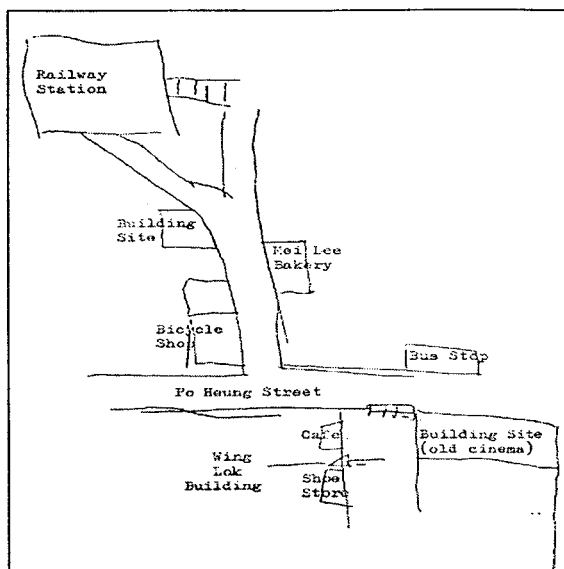 Railway
Station
Building
Site
Mei Lee
Bakery
Bicycle
Shop
Bus Stop
Po Heung Street
Cafe
Building Site
(old cinema)
Wing
Lok
Building
Shoe
Store